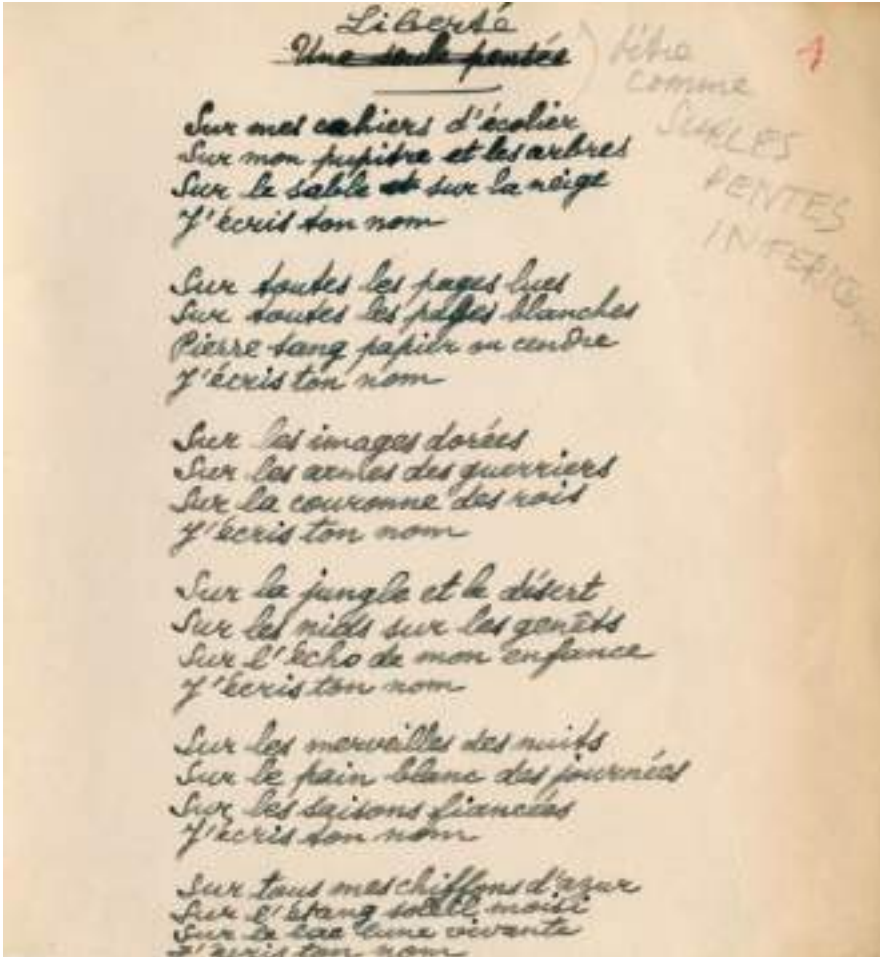 Liberté
Une seule pensée
titre
comme
SUR LES
PENTES
INFERIEU
1
Sur mes cahiers d'écolier
Sur mon pupitre et les arbres
Sur le sable et sur la neige
J'écris ton nom
Sur toutes les pages lues
Sur toutes les pages blanches
Pierre sang papier ou cendre
J'écris ton nom
Sur les images dorées
Sur les armes des guerriers
Sur la couronne des rois
J'écris ton nom
Sur la jungle et le désert
Sur les nids sur les genêts
Sur l'écho de mon enfance
J'écris ton nom
Sur les merveilles des nuits
Sur le pain blanc des journées
Sur les saisons fiancées
J'écris ton nom
Sur tous mes chiffons d'azur
Sur l'étang soleil moisi
Sur le lac lune vivante
J'écris ton nom